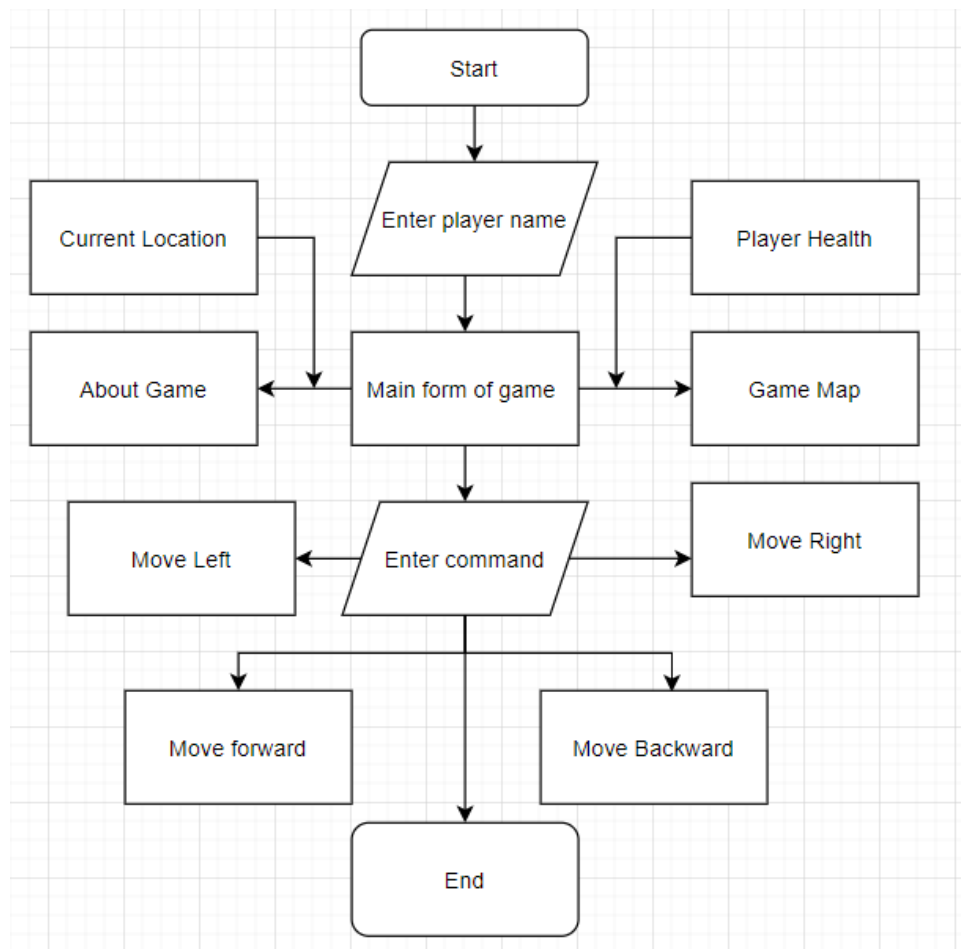 Start
Enter player name
Current Location
Player Health
About Game
Main form of game
Game Map
Move Left
Enter command
Move Right
Move forward
Move Backward
End